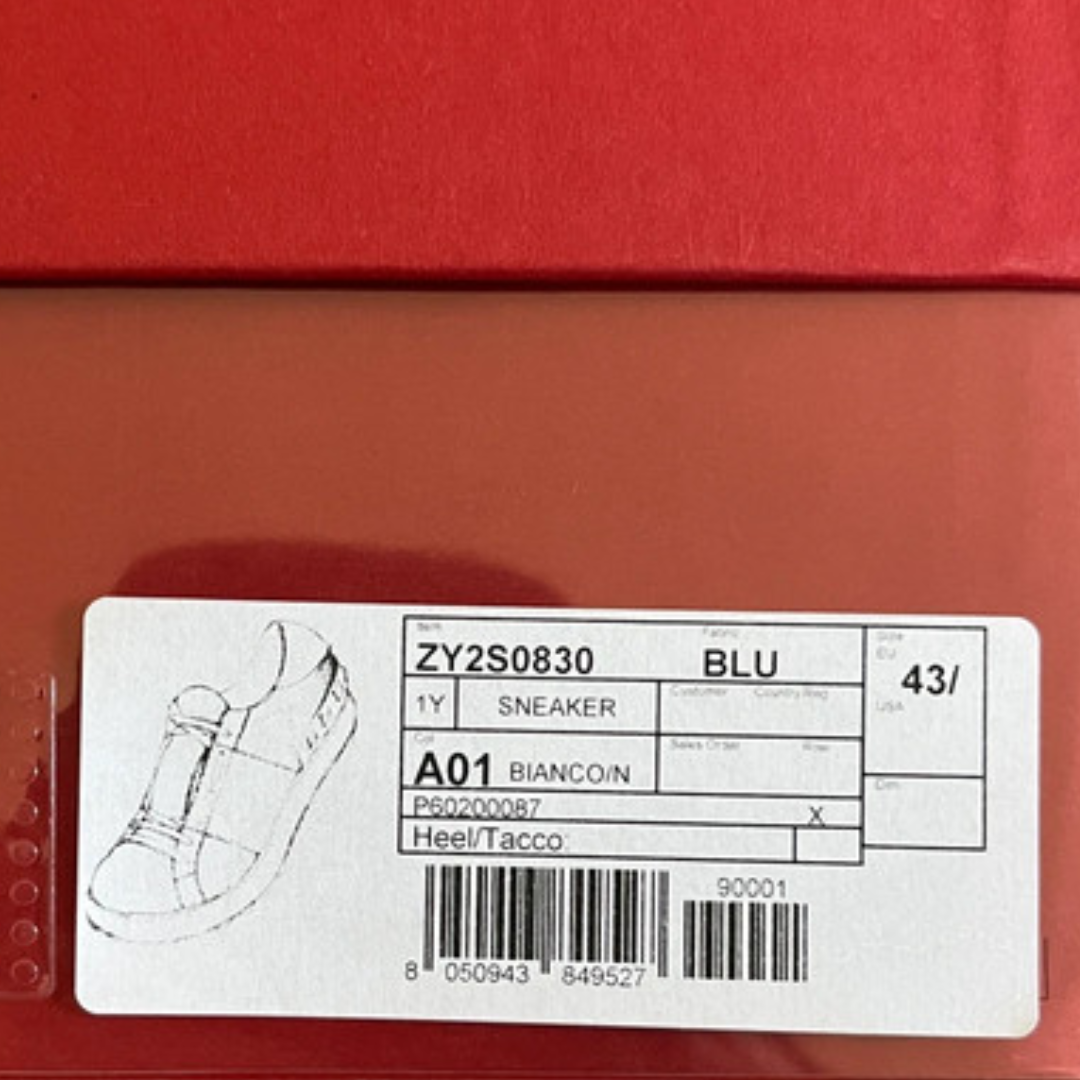 Item
ZY2S0830
Fabric
BLU
Size
EU
43/
USA
1Y
SNEAKER
Customer
Country Reg
Col
A01 BIANCO/N
Sales Order
Row
Dim
P60200087
X
Heel/Tacco:
90001
8 050943 849527